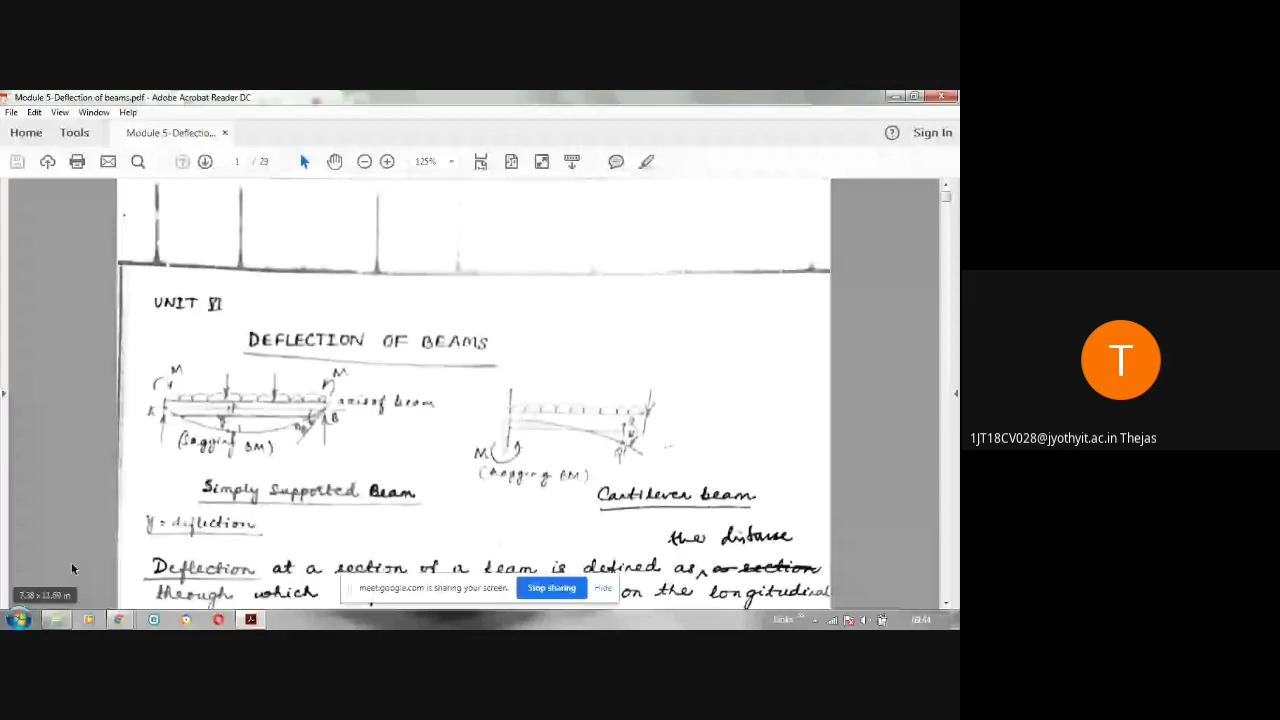 Module 5-Deflection of beams.pdf - Adobe Acrobat Reader DC
File Edit View Window Help
Home Tools Module 5-Deflectio... × Sign In
1 / 23 125%
UNIT VI
DEFLECTION OF BEAMS
M M
A B axis of beam
(Sagging BM)
M
(hogging BM)
Simply Supported Beam
Cantilever beam
y = deflection
the distance
Deflection at a section of a beam is defined as a section
through which on the longitudinal
meet.google.com is sharing your screen. Stop sharing Hide
7.38 x 11.69 in
Links
T
1JT18CV028@jyothyit.ac.in Thejas